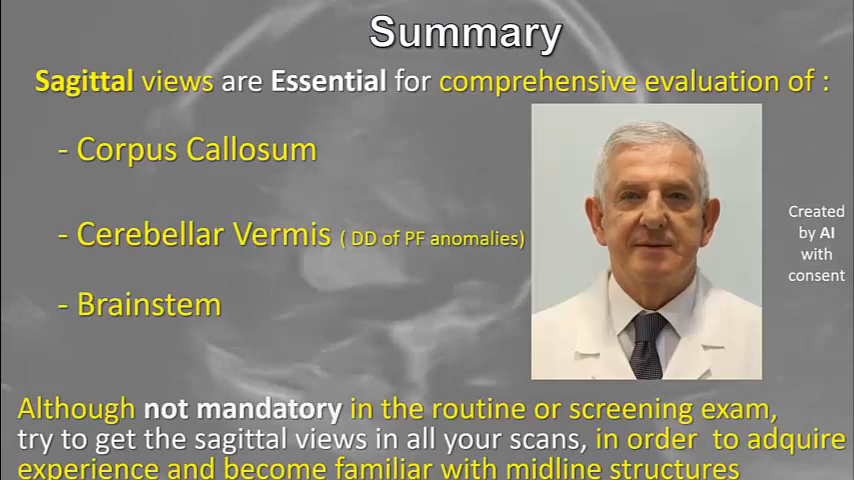 Summary
Sagittal views are Essential for comprehensive evaluation of :
- Corpus Callosum
- Cerebellar Vermis ( DD of PF anomalies)
- Brainstem
Created
by AI
with
consent
Although not mandatory in the routine or screening exam,
try to get the sagittal views in all your scans, in order to adquire
experience and become familiar with midline structures